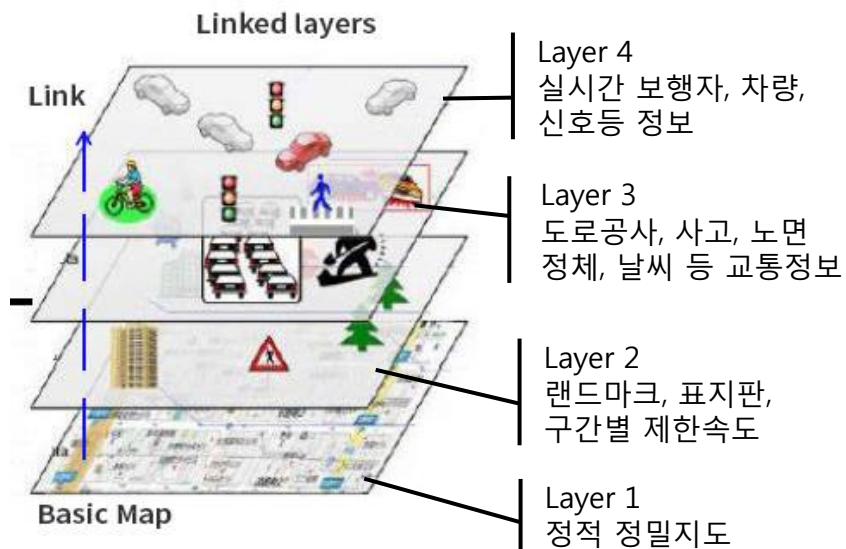 Linked layers
Link
Layer 4
실시간 보행자, 차량,
신호등 정보
Layer 3
도로공사, 사고, 노면
정체, 날씨 등 교통정보
Layer 2
랜드마크, 표지판,
구간별 제한속도
Layer 1
정적 정밀지도
Basic Map